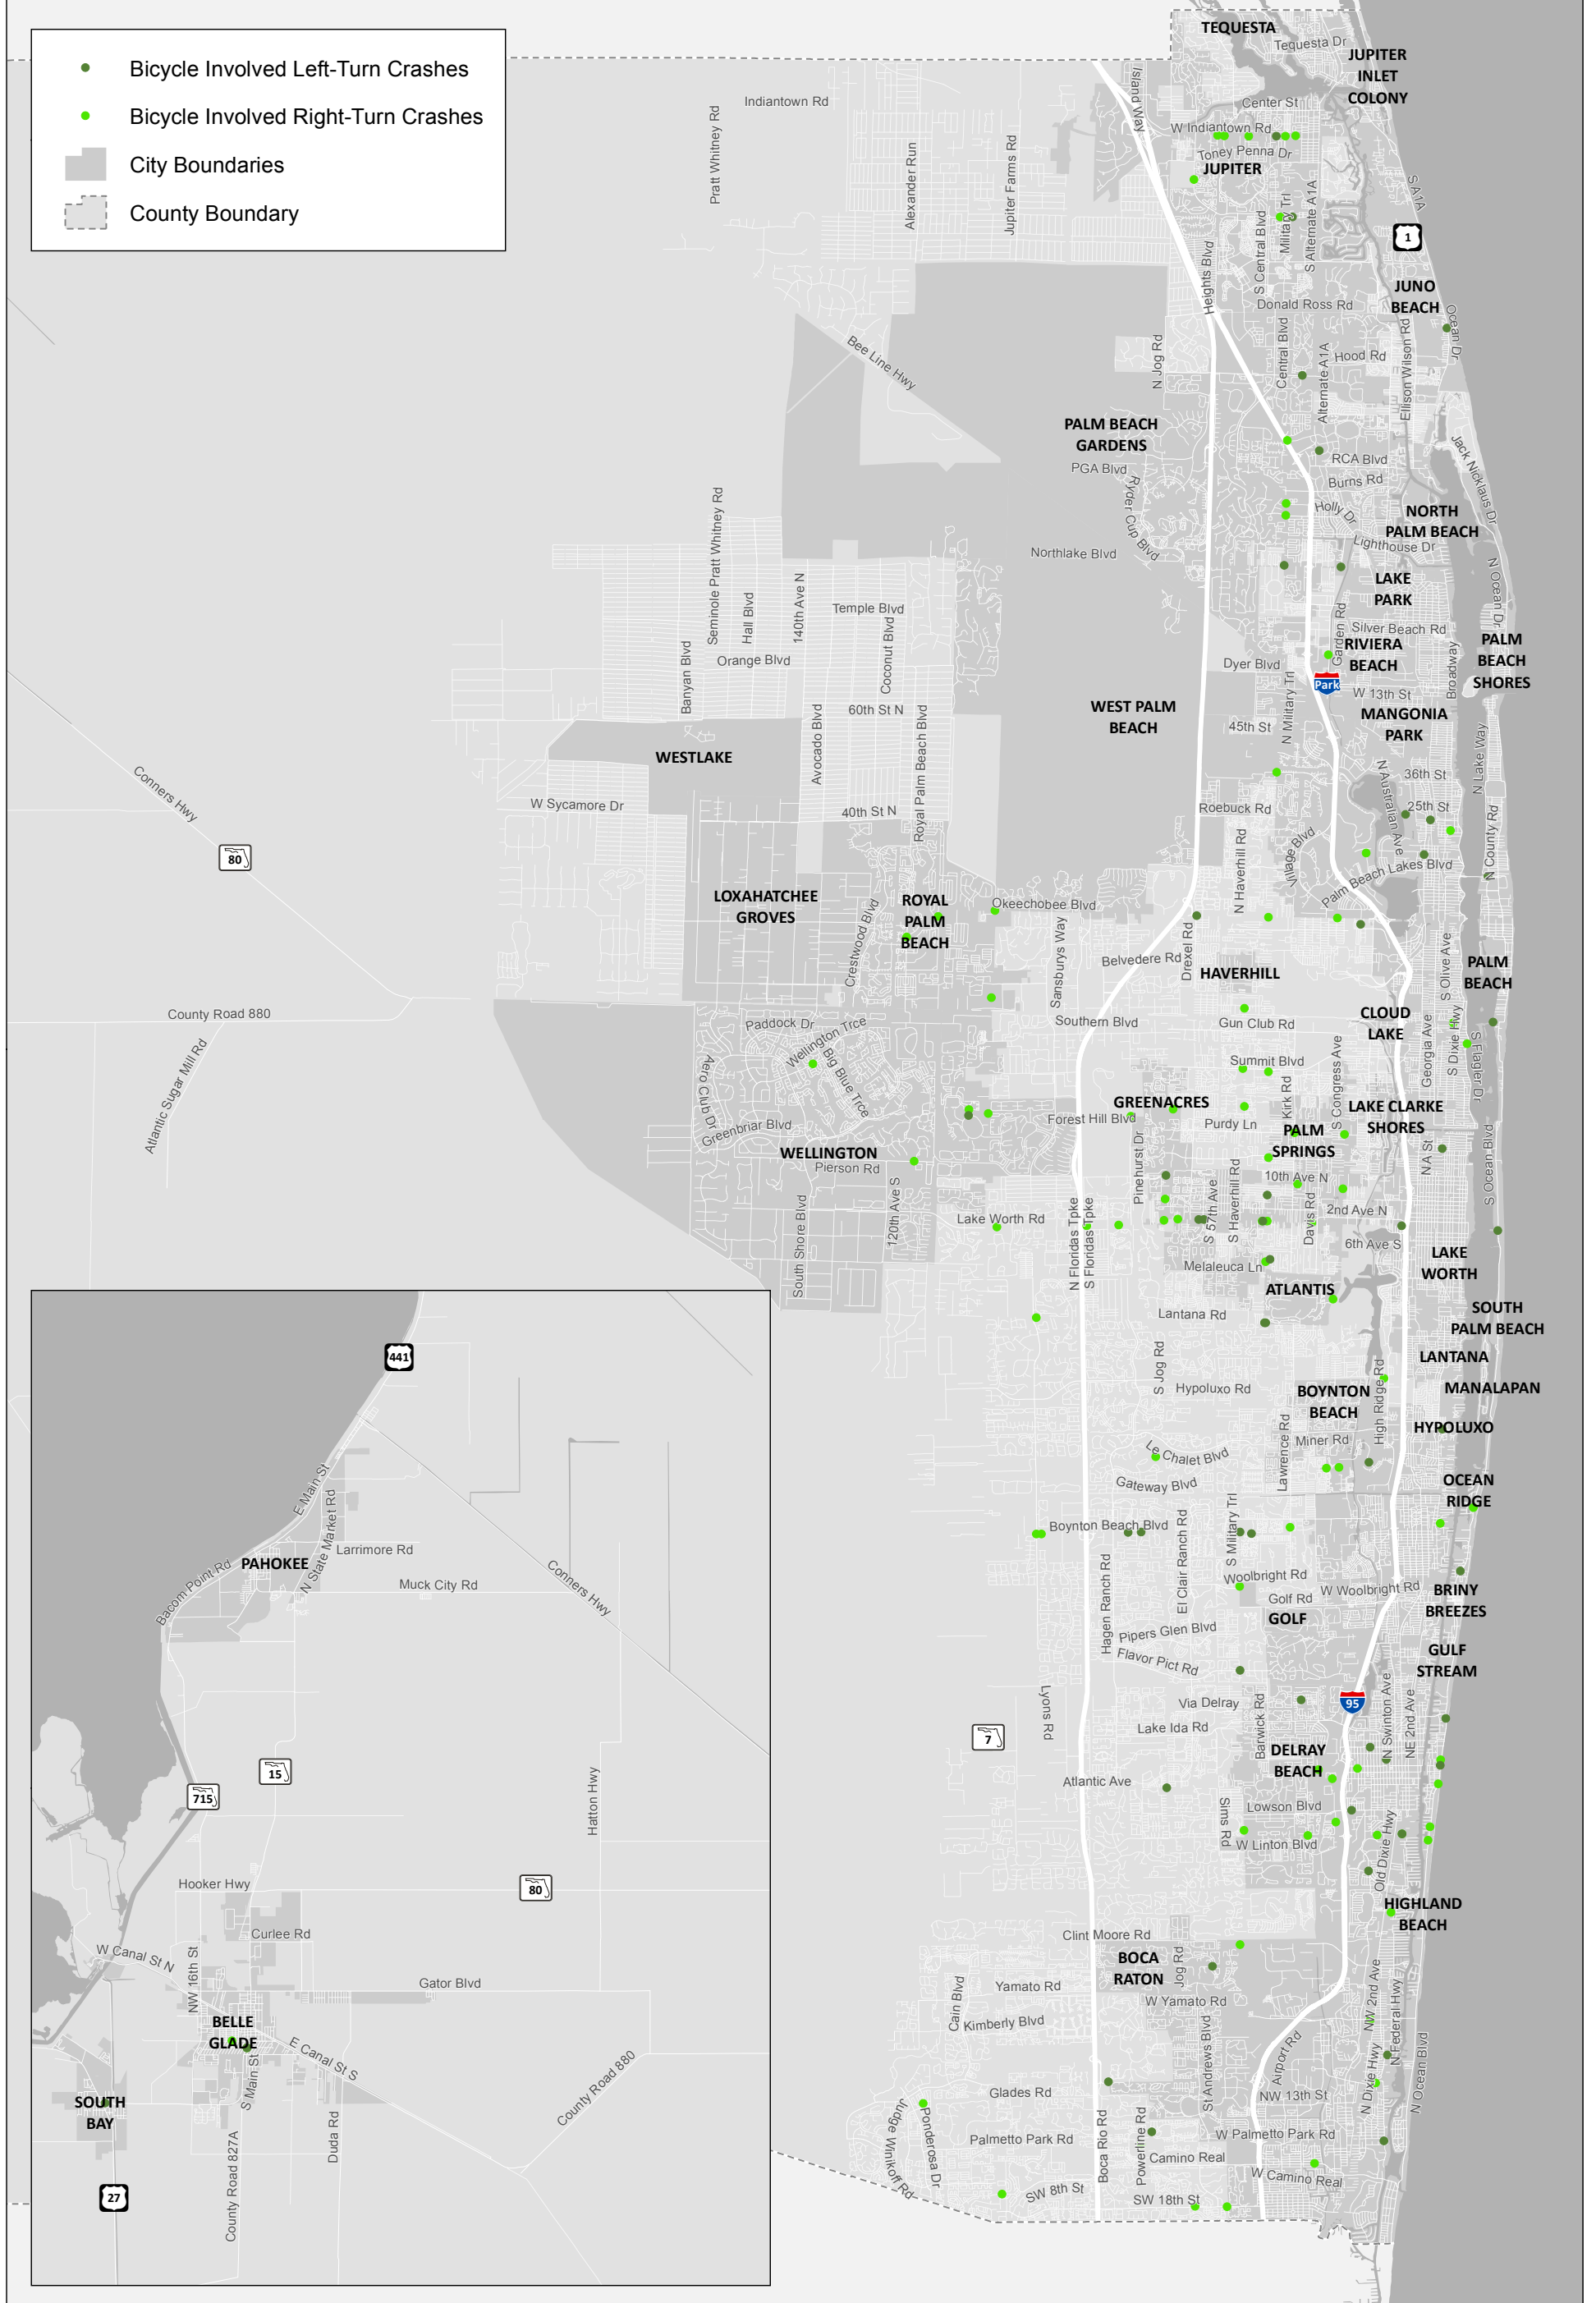 Bicycle Involved Left-Turn Crashes
Bicycle Involved Right-Turn Crashes
City Boundaries
County Boundary
TEQUESTA
Tequesta Dr
JUPITER
INLET
COLONY
Island Way
Indiantown Rd
Center St
Pratt Whitney Rd
W Indiantown Rd
Alexander Run
Jupiter Farms Rd
Toney Penna Dr
JUPITER
S A1A
S Central Blvd
Military Trl
S Alternate A1A
1
Heights Blvd
JUNO
BEACH
Donald Ross Rd
Ocean Dr
Bee Line Hwy
N Jog Rd
Central Blvd
Alternate A1A
Hood Rd
Ellison Wilson Rd
PALM BEACH
GARDENS
PGA Blvd
RCA Blvd
Burns Rd
Jack Nicklaus Dr
Ryder Cup Blvd
Holly Dr
NORTH
PALM BEACH
Seminole Pratt Whitney Rd
Northlake Blvd
Lighthouse Dr
N Ocean Dr
LAKE
PARK
Hall Blvd
140th Ave N
Temple Blvd
Coconut Blvd
Garden Rd
Silver Beach Rd
PALM
BEACH
SHORES
RIVIERA
BEACH
Banyan Blvd
Orange Blvd
Dyer Blvd
Broadway
Park
W 13th St
WEST PALM
BEACH
60th St N
MANGONIA
PARK
N Military Trl
45th St
WESTLAKE
Avocado Blvd
Royal Palm Beach Blvd
N Lake Way
Conners Hwy
N Australian Ave
36th St
W Sycamore Dr
40th St N
Roebuck Rd
25th St
80
N Haverhill Rd
Village Blvd
Palm Beach Lakes Blvd
N County Rd
LOXAHATCHEE
GROVES
ROYAL
PALM
BEACH
Okeechobee Blvd
Crestwood Blvd
Sansburys Way
Drexel Rd
Belvedere Rd
HAVERHILL
S Olive Ave
PALM
BEACH
County Road 880
Paddock Dr
Southern Blvd
Gun Club Rd
CLOUD
LAKE
Wellington Trce
Big Blue Trce
Summit Blvd
Georgia Ave
S Dixie Hwy
S Flagler Dr
Atlantic Sugar Mill Rd
Aero Club Dr
Kirk Rd
S Congress Ave
GREENACRES
LAKE CLARKE
SHORES
Greenbriar Blvd
Forest Hill Blvd
Purdy Ln
PALM
SPRINGS
WELLINGTON
Pierson Rd
N A St
S Ocean Blvd
Pinehurst Dr
10th Ave N
South Shore Blvd
120th Ave S
Lake Worth Rd
N Floridas Tpke
S Floridas Tpke
S 57th Ave
S Haverhill Rd
Davis Rd
2nd Ave N
6th Ave S
LAKE
WORTH
Melaleuca Ln
ATLANTIS
Lantana Rd
SOUTH
PALM BEACH
LANTANA
S Jog Rd
Hypoluxo Rd
BOYNTON
BEACH
High Ridge Rd
MANALAPAN
HYPOLUXO
Le Chalet Blvd
Lawrence Rd
Miner Rd
Gateway Blvd
OCEAN
RIDGE
Boynton Beach Blvd
El Clair Ranch Rd
S Military Trl
Hagen Ranch Rd
Woolbright Rd
W Woolbright Rd
BRINY
BREEZES
Golf Rd
GOLF
Pipers Glen Blvd
Flavor Pict Rd
GULF
STREAM
Lyons Rd
Via Delray
95
N Swinton Ave
NE 2nd Ave
7
Lake Ida Rd
Barwick Rd
DELRAY
BEACH
Atlantic Ave
Sims Rd
Lowson Blvd
W Linton Blvd
Old Dixie Hwy
HIGHLAND
BEACH
Clint Moore Rd
BOCA
RATON
Jog Rd
Cain Blvd
Yamato Rd
W Yamato Rd
Kimberly Blvd
NW 2nd Ave
N Federal Hwy
St Andrews Blvd
Airport Rd
N Ocean Blvd
Glades Rd
NW 13th St
N Dixie Hwy
Judge Winikoff Rd
Ponderosa Dr
Palmetto Park Rd
Boca Rio Rd
Powerline Rd
W Palmetto Park Rd
Camino Real
W Camino Real
SW 8th St
SW 18th St
441
E Main St
N State Market Rd
Larrimore Rd
PAHOKEE
Muck City Rd
Bacom Point Rd
Conners Hwy
15
715
Hatton Hwy
Hooker Hwy
80
Curlee Rd
W Canal St N
NW 16th St
Gator Blvd
BELLE
GLADE
E Canal St S
S Main St
County Road 880
SOUTH
BAY
County Road 827A
Duda Rd
27